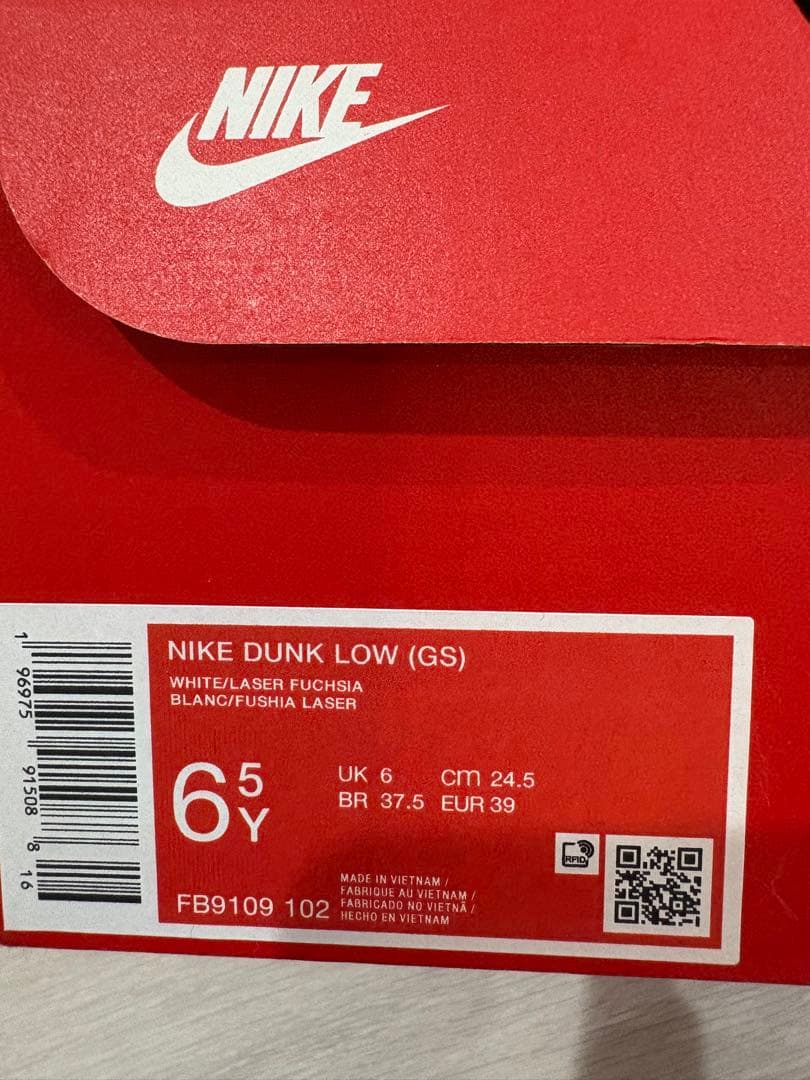 NIKE
NIKE DUNK LOW (GS)
WHITE/LASER FUCHSIA
BLANC/FUSHIA LASER
6 5 Y
UK 6 cm 24.5
BR 37.5 EUR 39
RFID
FB9109 102
MADE IN VIETNAM /
FABRIQUE AU VIETNAM /
FABRICADO NO VIETNÃ /
HECHO EN VIETNAM
1 96975 91508 8 16